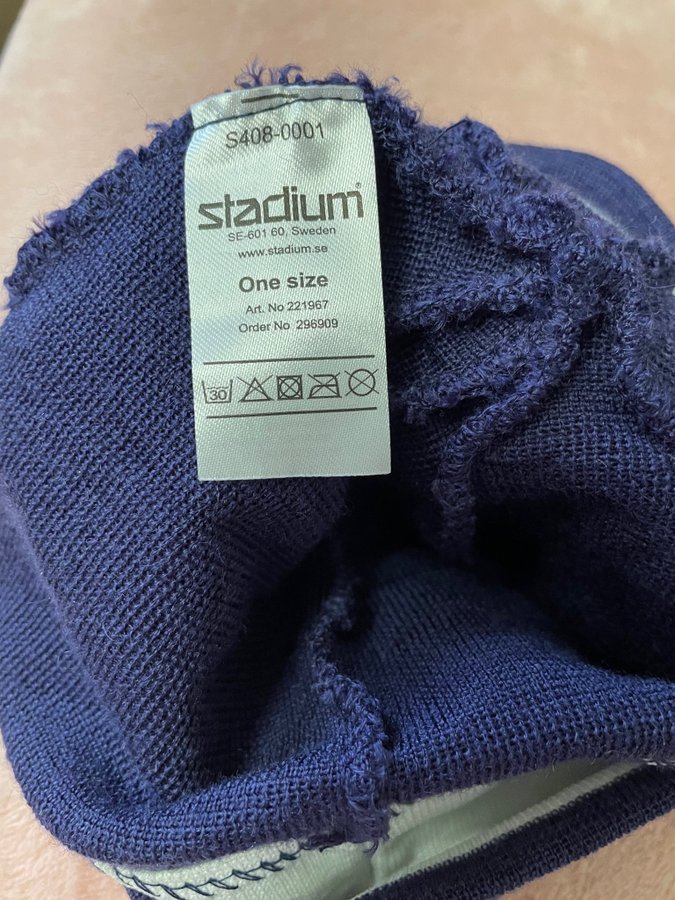 S408-0001
stadium®
SE-601 60, Sweden
www.stadium.se
One size
Art. No 221967
Order No 296909
30